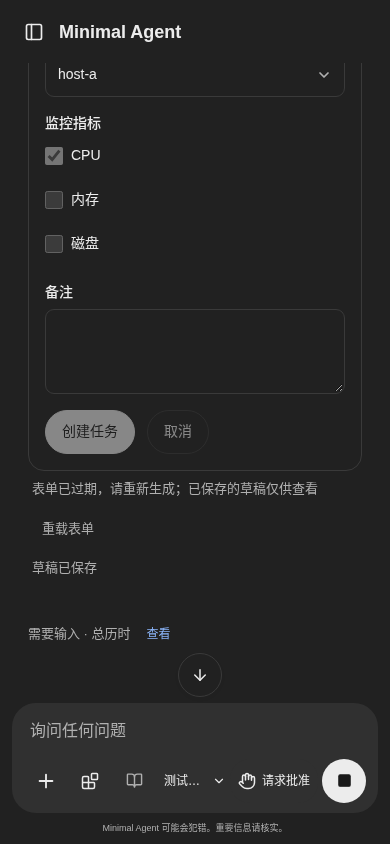 Minimal Agent
host-a
监控指标
CPU
内存
磁盘
备注
创建任务
取消
表单已过期，请重新生成；已保存的草稿仅供查看
重载表单
草稿已保存
需要输入 · 总历时
查看
询问任何问题
测试...
请求批准
Minimal Agent 可能会犯错。重要信息请核实。